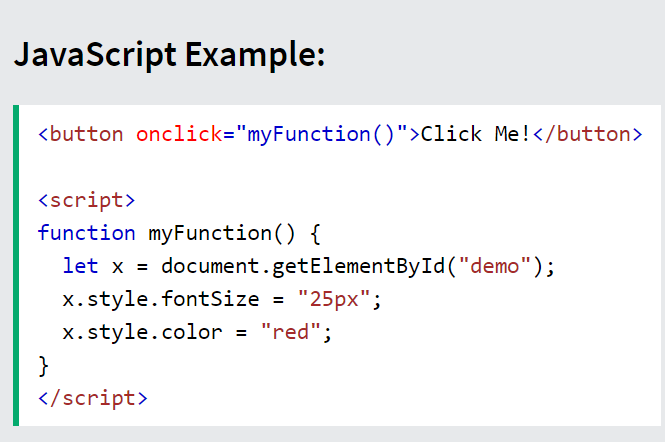 JavaScript Example:
<button onclick="myFunction()">Click Me!</button>
<script>
function myFunction() {
  let x = document.getElementById("demo");
  x.style.fontSize = "25px";
  x.style.color = "red";
}
</script>